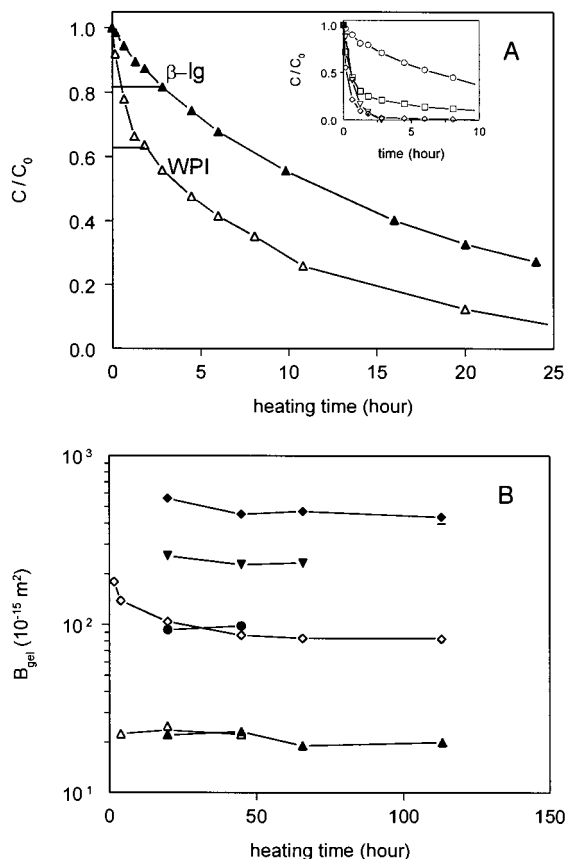 A
1.0
0.8
0.6
0.4
0.2
0.0
C / C₀
β–lg
WPI
1.0
0.5
0.0
C / C₀
0
5
10
time (hour)
0
5
10
15
20
25
heating time (hour)
B
10³
10²
10¹
B_gel (10⁻¹⁵ m²)
0
50
100
150
heating time (hour)